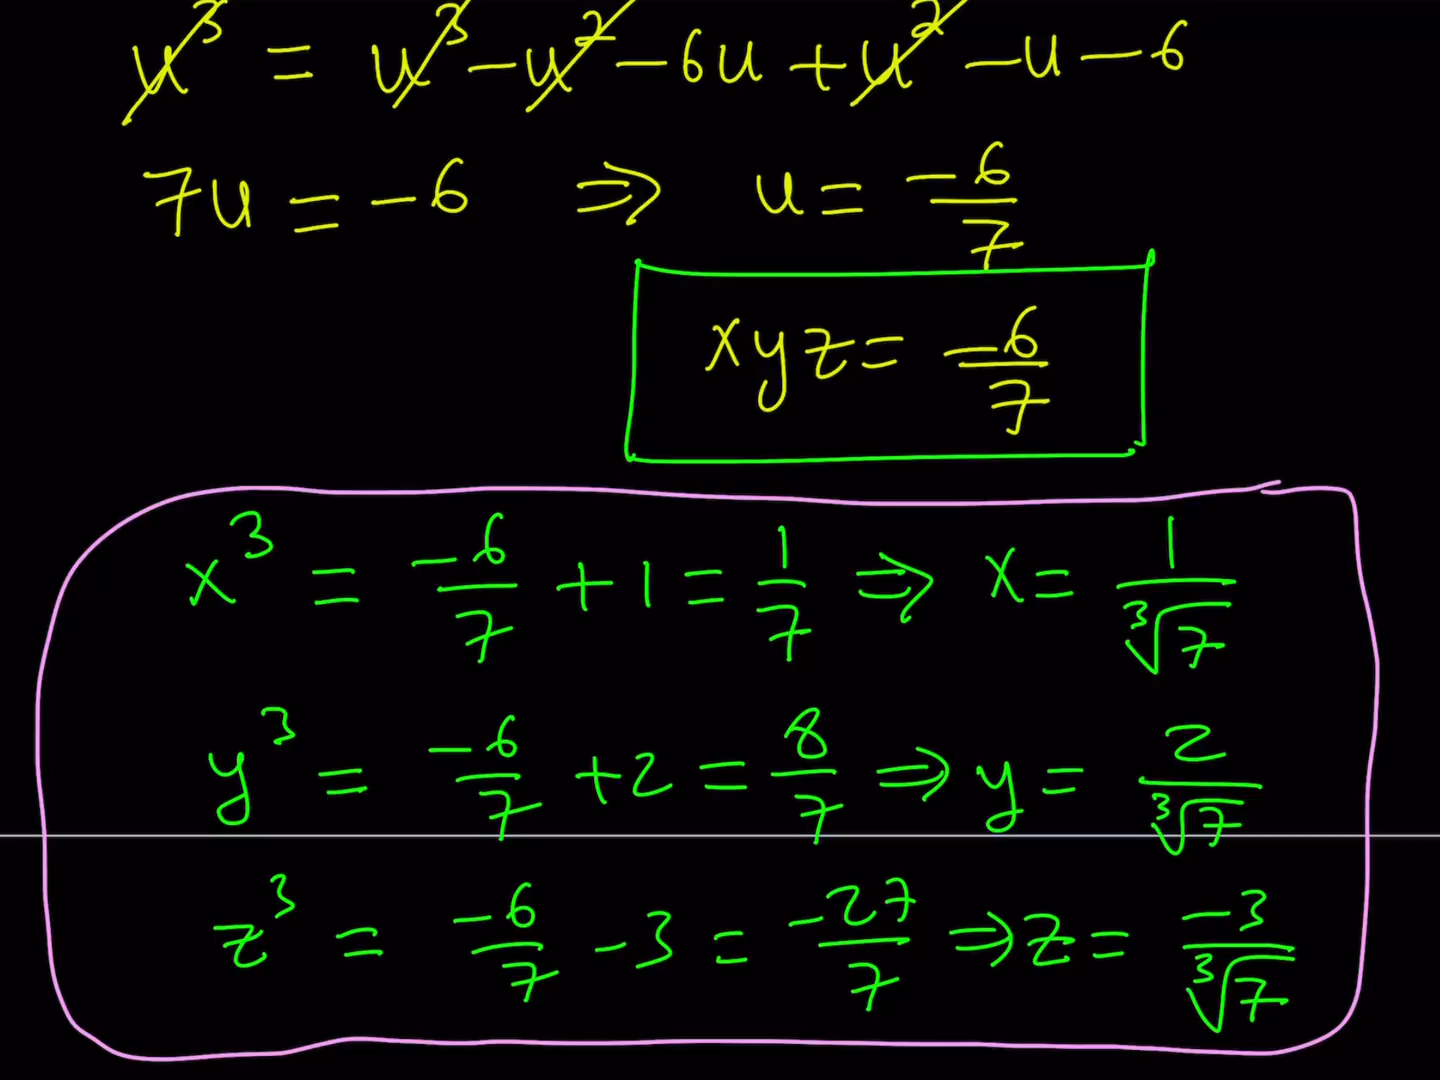 u³ = u³ - u² - 6u + u² - u - 6
7u = -6 ⇒ u = -6/7
xyz = -6/7
x³ = -6/7 + 1 = 1/7 ⇒ x = 1/∛7
y³ = -6/7 + 2 = 8/7 ⇒ y = 2/∛7
z³ = -6/7 - 3 = -27/7 ⇒ z = -3/∛7